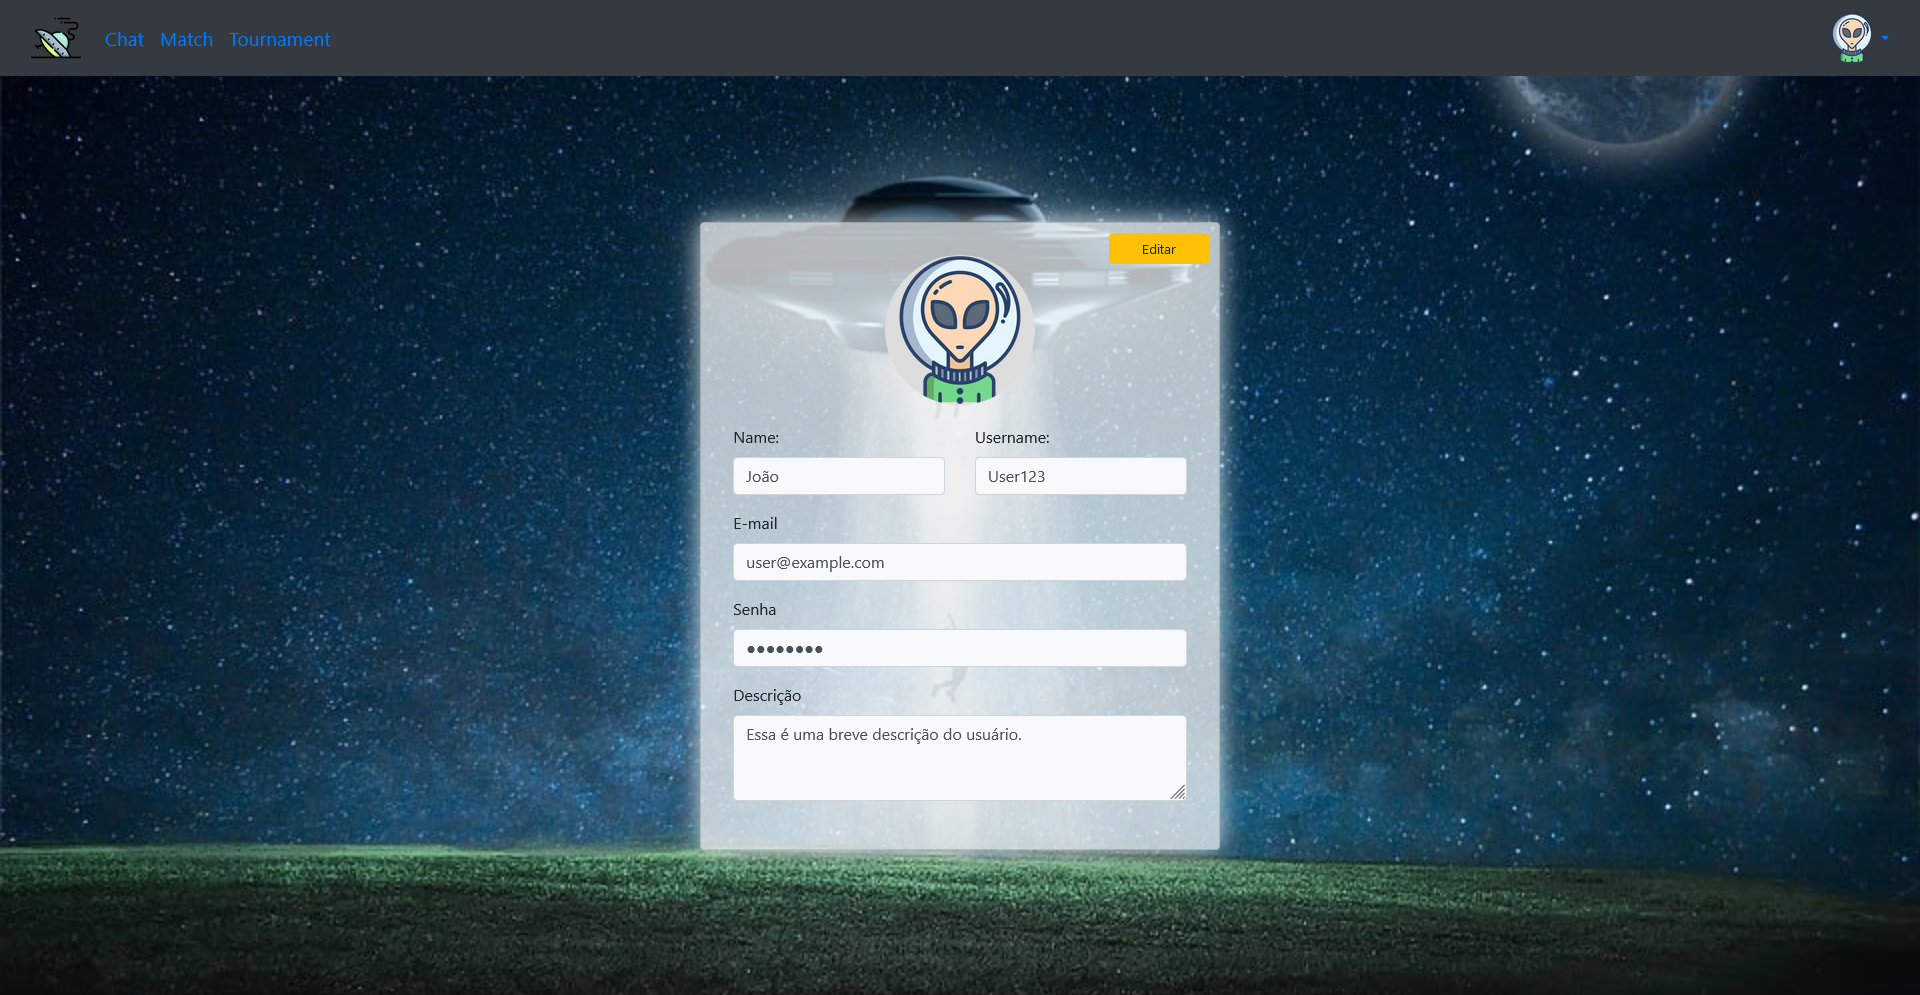 Chat Match Tournament
Editar
Name: Username:
João User123
E-mail
user@example.com
Senha
●●●●●●●●
Descrição
Essa é uma breve descrição do usuário.